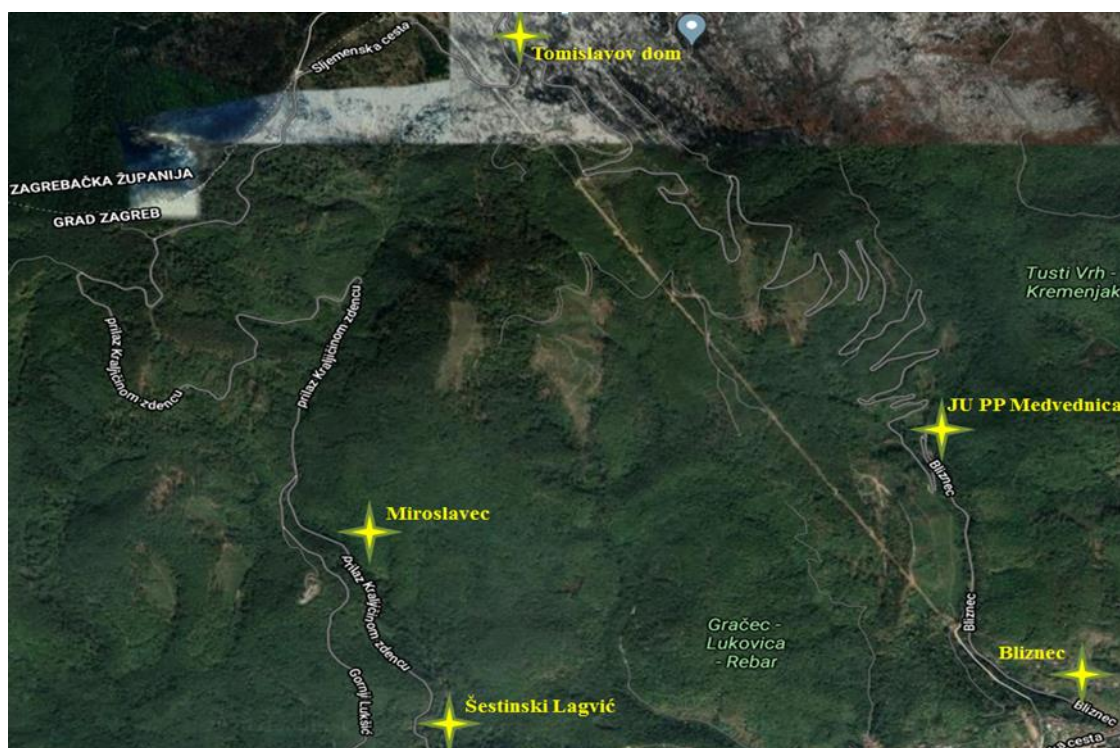 Tomislavov dom
Sljemenska cesta
ZAGREBAČKA ŽUPANIJA
GRAD ZAGREB
Tusti Vrh -
Kremenjak
prilaz Kraljičinom zdencu
prilaz Kraljičinom zdencu
JU PP Medvednica
Bliznec
Miroslavec
prilaz Kraljičinom zdencu
Bliznec
Gračec -
Lukovica
- Rebar
Bliznec
Gornji Lukšić
Šestinski Lagvić
Bliznec
a cesta